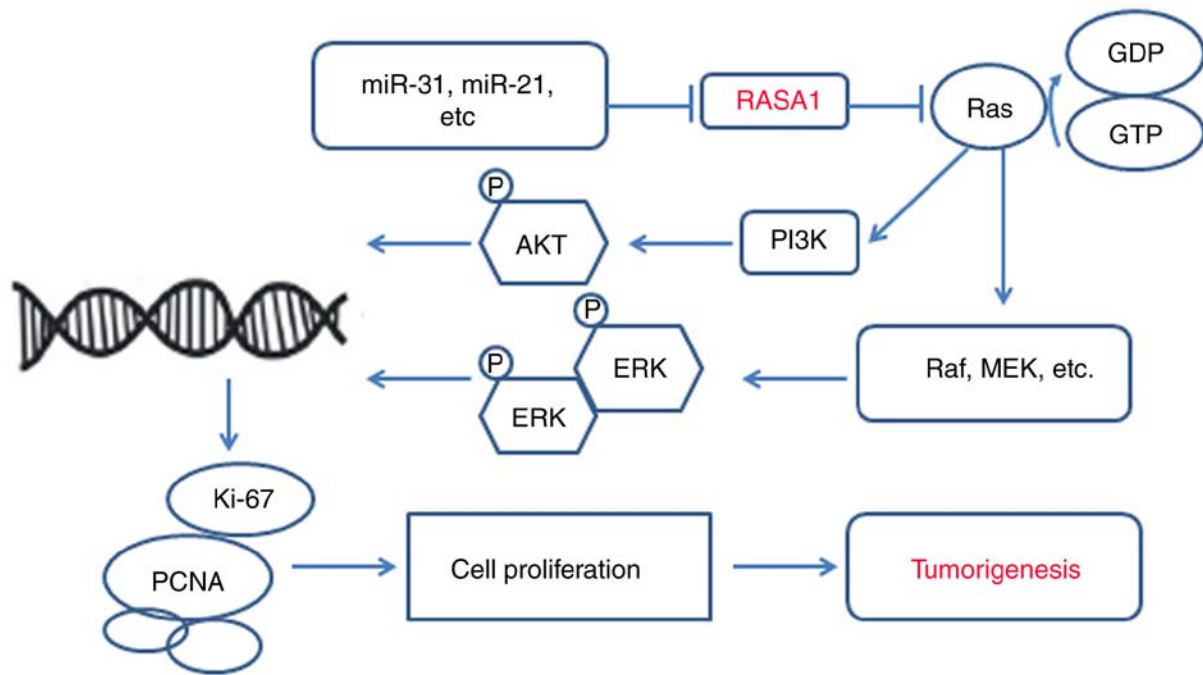 miR-31, miR-21,
etc
RASA1
Ras
GDP
GTP
P
AKT
PI3K
P
ERK
P
ERK
Raf, MEK, etc.
Ki-67
PCNA
Cell proliferation
Tumorigenesis